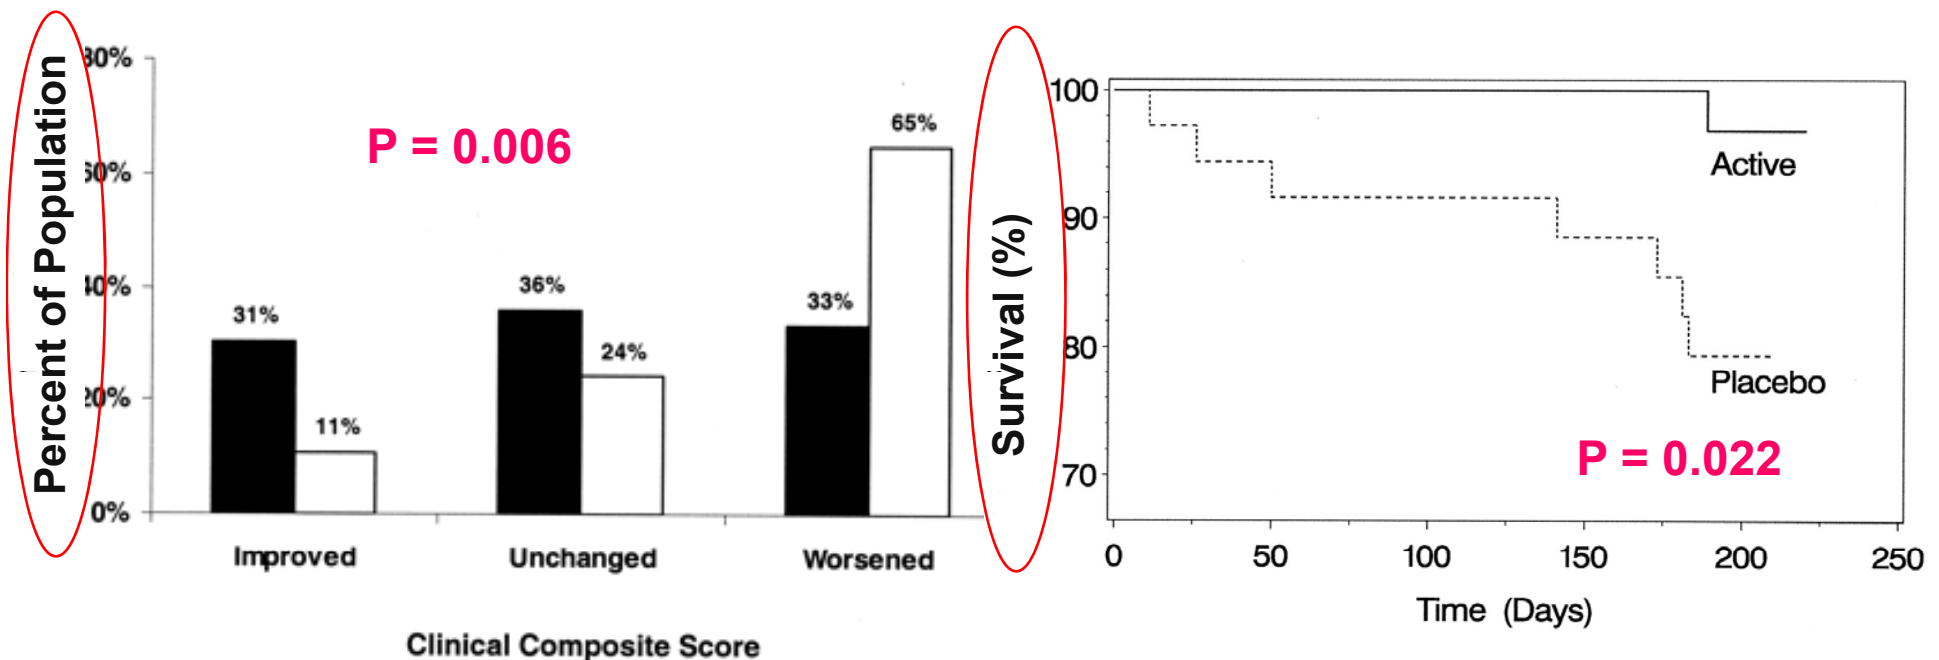 Percent of Population
80%
60%
40%
20%
0%
P = 0.006
31%
11%
36%
24%
33%
65%
Improved
Unchanged
Worsened
Clinical Composite Score
Survival (%)
100
90
80
70
Active
Placebo
P = 0.022
0
50
100
150
200
250
Time (Days)